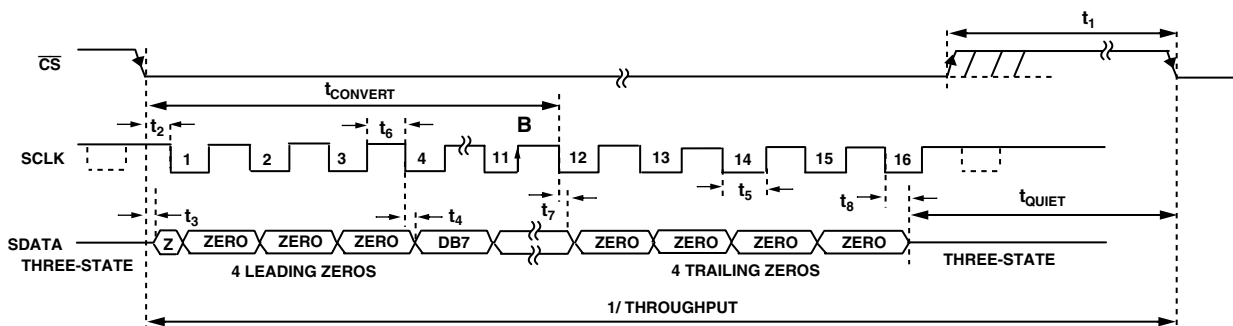 t1
CS
tCONVERT
t2
t6
B
SCLK
1
2
3
4
11
12
13
14
15
16
t5
t8
tQUIET
t3
t4
t7
SDATA
Z
ZERO
ZERO
ZERO
DB7
ZERO
ZERO
ZERO
ZERO
THREE-STATE
4 LEADING ZEROS
4 TRAILING ZEROS
THREE-STATE
1/ THROUGHPUT